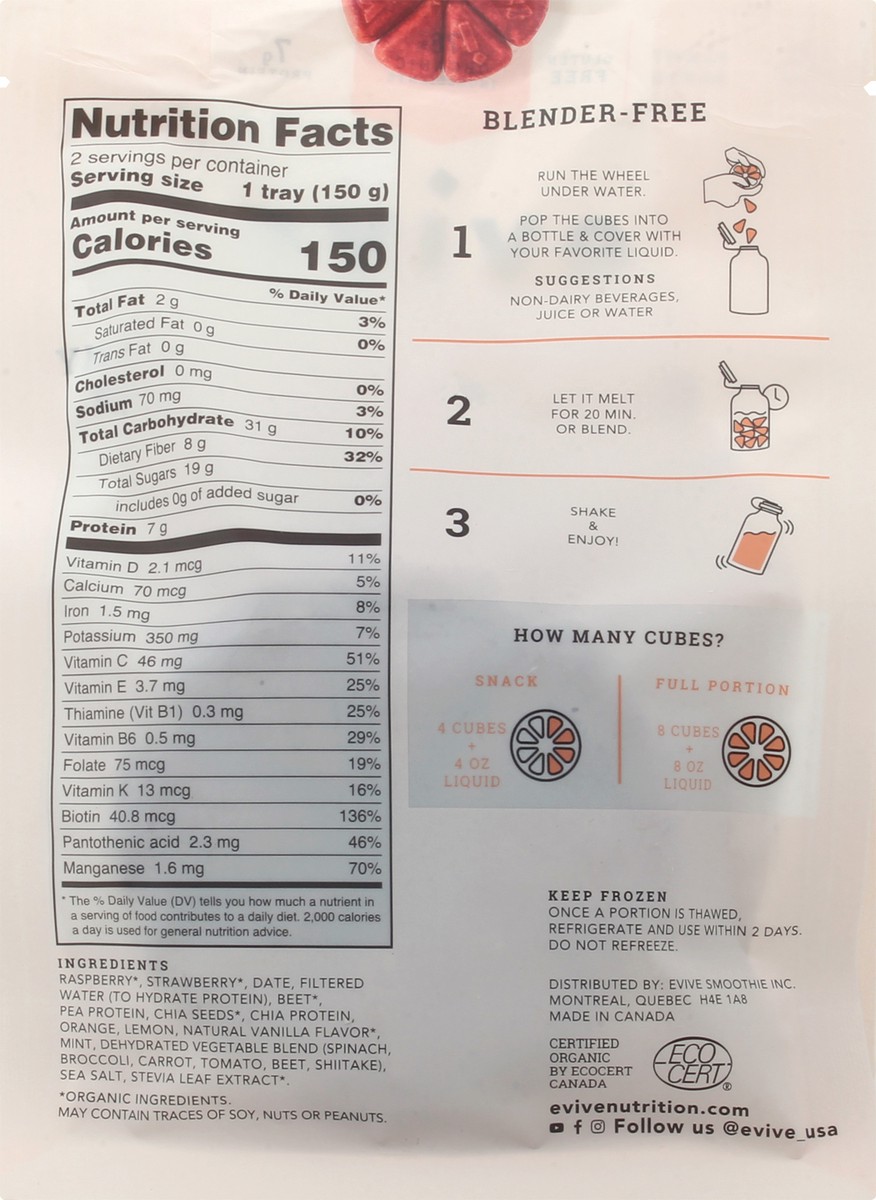 Nutrition Facts
2 servings per container
Serving size 1 tray (150 g)
Amount per serving
Calories 150
% Daily Value*
Total Fat 2 g 3%
Saturated Fat 0 g 0%
Trans Fat 0 g
Cholesterol 0 mg 0%
Sodium 70 mg 3%
Total Carbohydrate 31 g 10%
Dietary Fiber 8 g 32%
Total Sugars 19 g
includes 0g of added sugar 0%
Protein 7 g
Vitamin D 2.1 mcg 11%
Calcium 70 mcg 5%
Iron 1.5 mg 8%
Potassium 350 mg 7%
Vitamin C 46 mg 51%
Vitamin E 3.7 mg 25%
Thiamine (Vit B1) 0.3 mg 25%
Vitamin B6 0.5 mg 29%
Folate 75 mcg 19%
Vitamin K 13 mcg 16%
Biotin 40.8 mcg 136%
Pantothenic acid 2.3 mg 46%
Manganese 1.6 mg 70%
* The % Daily Value (DV) tells you how much a nutrient in
a serving of food contributes to a daily diet. 2,000 calories
a day is used for general nutrition advice.
INGREDIENTS
RASPBERRY*, STRAWBERRY*, DATE, FILTERED
WATER (TO HYDRATE PROTEIN), BEET*,
PEA PROTEIN, CHIA SEEDS*, CHIA PROTEIN,
ORANGE, LEMON, NATURAL VANILLA FLAVOR*,
MINT, DEHYDRATED VEGETABLE BLEND (SPINACH,
BROCCOLI, CARROT, TOMATO, BEET, SHIITAKE),
SEA SALT, STEVIA LEAF EXTRACT*.
*ORGANIC INGREDIENTS.
MAY CONTAIN TRACES OF SOY, NUTS OR PEANUTS.
BLENDER-FREE
1
RUN THE WHEEL
UNDER WATER.
POP THE CUBES INTO
A BOTTLE & COVER WITH
YOUR FAVORITE LIQUID.
SUGGESTIONS
NON-DAIRY BEVERAGES,
JUICE OR WATER
2
LET IT MELT
FOR 20 MIN.
OR BLEND.
3
SHAKE
&
ENJOY!
HOW MANY CUBES?
SNACK
4 CUBES
+
4 OZ
LIQUID
FULL PORTION
8 CUBES
+
8 OZ
LIQUID
KEEP FROZEN
ONCE A PORTION IS THAWED,
REFRIGERATE AND USE WITHIN 2 DAYS.
DO NOT REFREEZE.
DISTRIBUTED BY: EVIVE SMOOTHIE INC.
MONTREAL, QUEBEC H4E 1A8
MADE IN CANADA
CERTIFIED
ORGANIC
BY ECOCERT
CANADA
ECO
CERT®
evivenutrition.com
Follow us @evive_usa